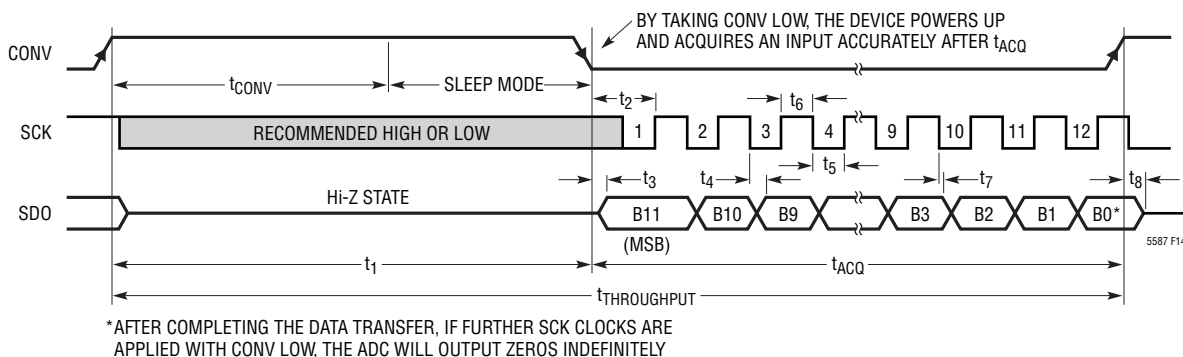 BY TAKING CONV LOW, THE DEVICE POWERS UP
AND ACQUIRES AN INPUT ACCURATELY AFTER tACQ
CONV
tCONV
SLEEP MODE
t2
t6
SCK
RECOMMENDED HIGH OR LOW
1
2
3
4
9
10
11
12
t3
t4
t5
t7
t8
SDO
Hi-Z STATE
B11
B10
B9
B3
B2
B1
B0*
(MSB)
5587 F14
t1
tACQ
tTHROUGHPUT
*AFTER COMPLETING THE DATA TRANSFER, IF FURTHER SCK CLOCKS ARE
APPLIED WITH CONV LOW, THE ADC WILL OUTPUT ZEROS INDEFINITELY